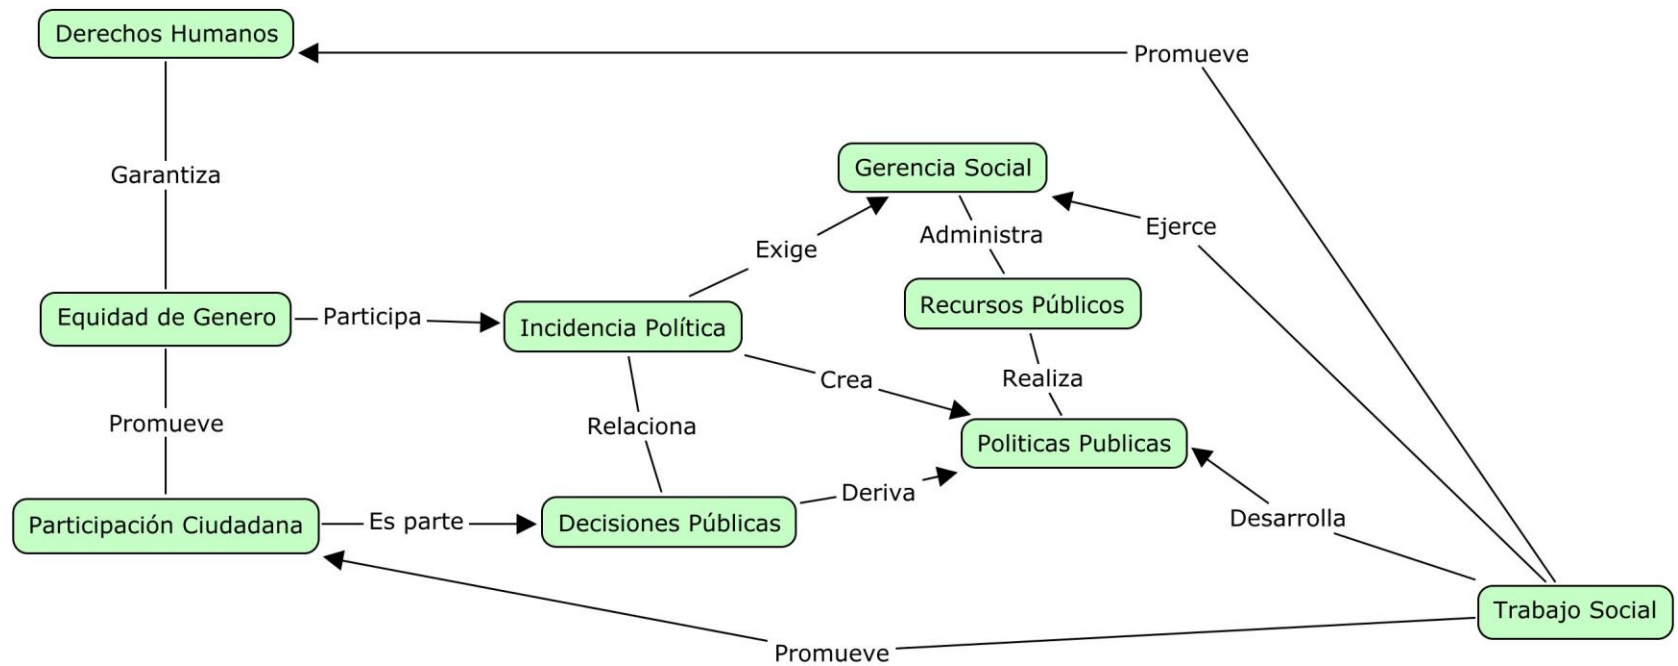 Derechos Humanos
Promueve
Gerencia Social
Garantiza
Ejerce
Administra
Exige
Recursos Públicos
Equidad de Genero
Participa
Incidencia Política
Crea
Realiza
Promueve
Relaciona
Politicas Publicas
Deriva
Desarrolla
Participación Ciudadana
Es parte
Decisiones Públicas
Trabajo Social
Promueve